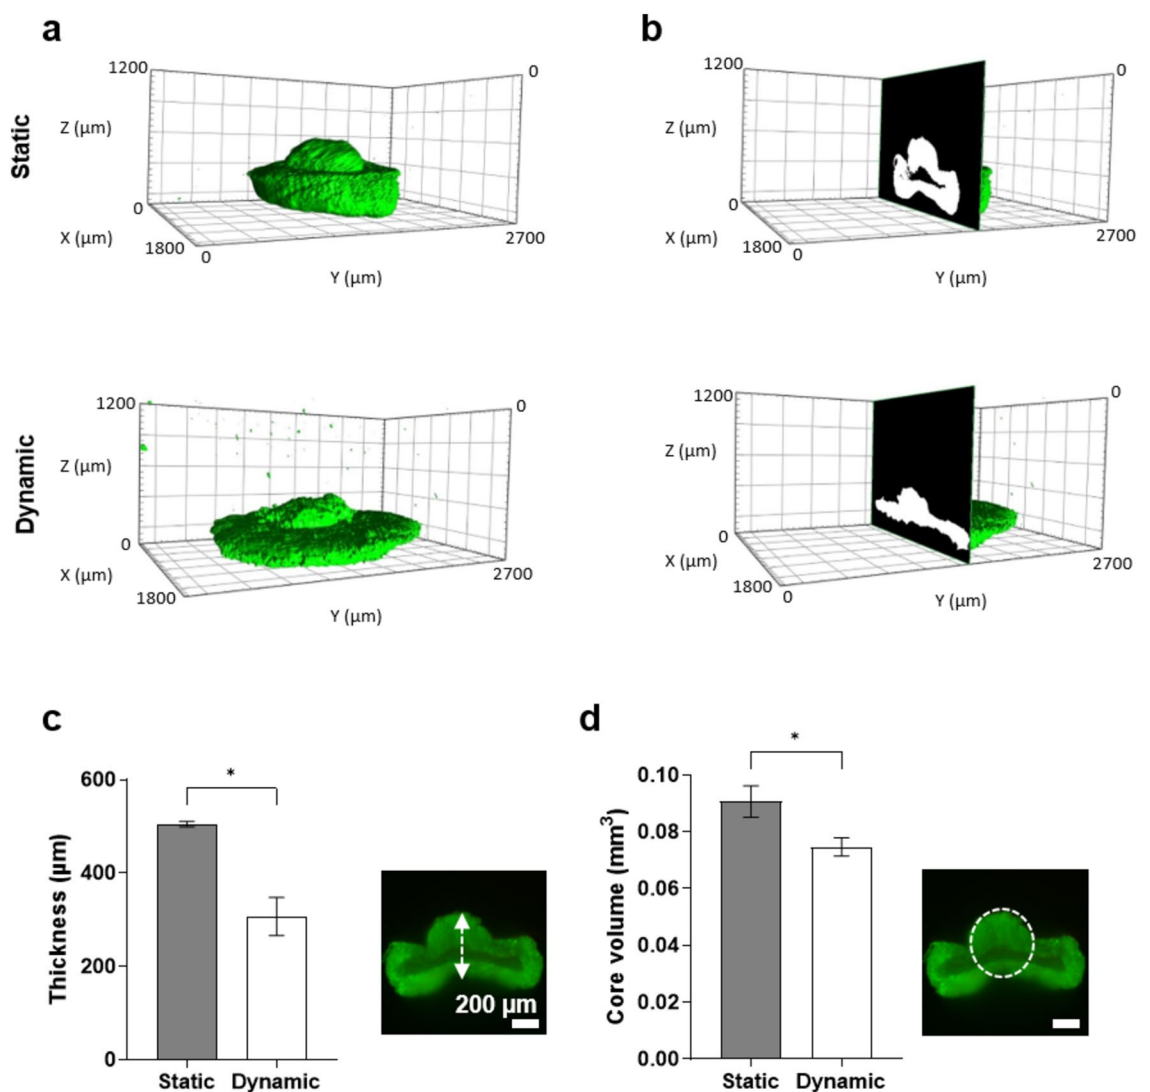 a
b
Static
1200
0
Z (µm)
0
X (µm)
1800
0
2700
Y (µm)
1200
0
Z (µm)
0
X (µm)
1800
0
2700
Y (µm)
Dynamic
1200
0
Z (µm)
0
X (µm)
1800
2700
Y (µm)
1200
0
Z (µm)
0
X (µm)
1800
0
2700
Y (µm)
c
*
600
400
200
0
Thickness (µm)
Static Dynamic
200 µm
d
*
0.10
0.08
0.06
0.04
0.02
0.00
Core volume (mm³)
Static Dynamic